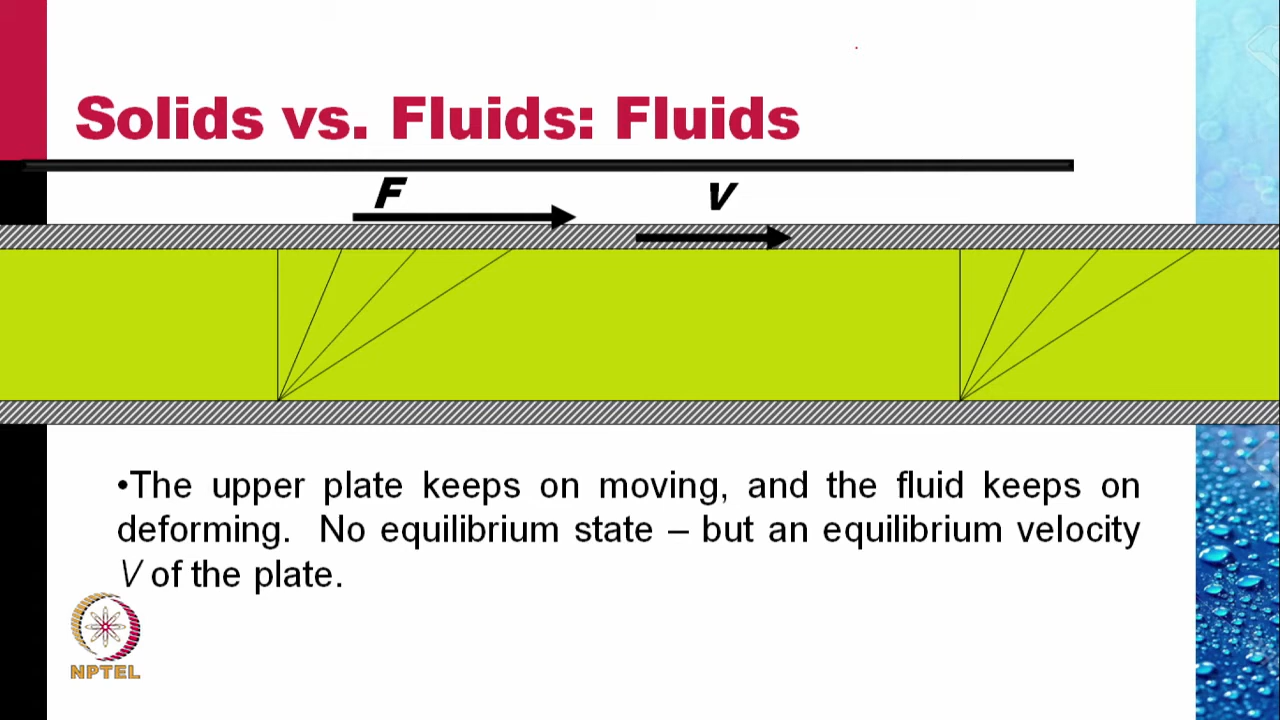 Solids vs. Fluids: Fluids
F
V
•The upper plate keeps on moving, and the fluid keeps on
deforming. No equilibrium state – but an equilibrium velocity
V of the plate.
NPTEL